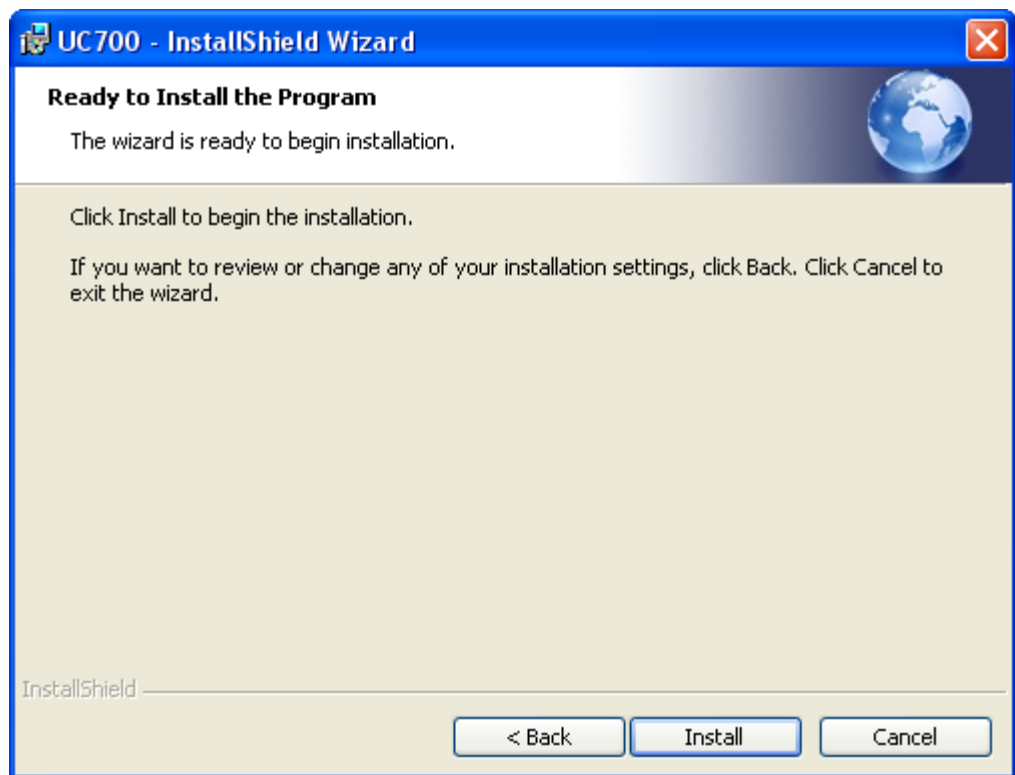 UC700 - InstallShield Wizard
Ready to Install the Program
The wizard is ready to begin installation.
Click Install to begin the installation.
If you want to review or change any of your installation settings, click Back. Click Cancel to
exit the wizard.
InstallShield
< Back Install Cancel